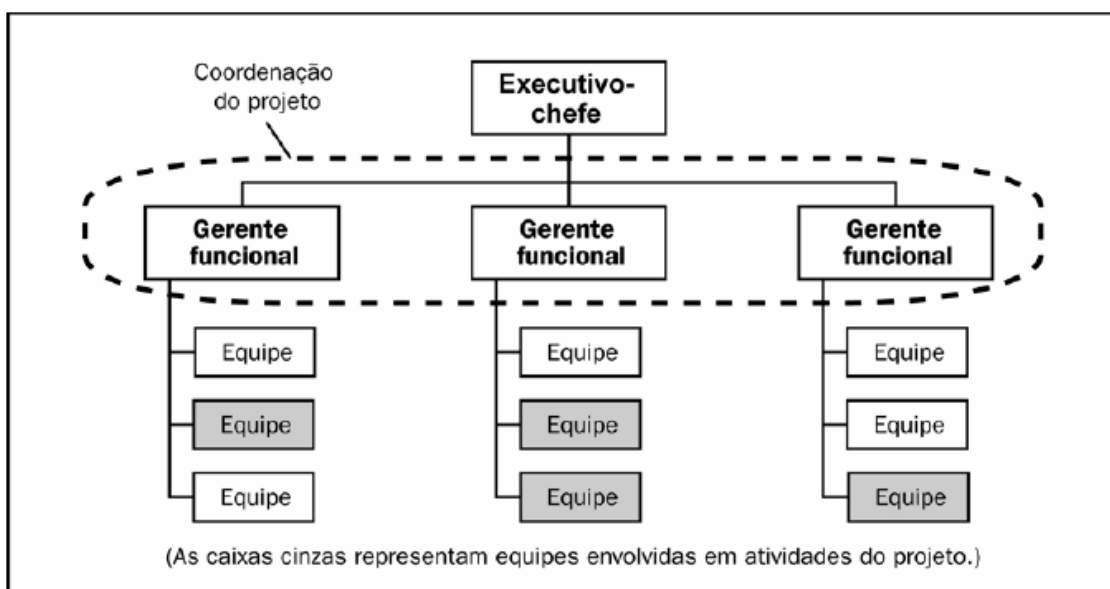 Coordenação
do projeto
Executivo-
chefe
Gerente
funcional
Gerente
funcional
Gerente
funcional
Equipe
Equipe
Equipe
Equipe
Equipe
Equipe
Equipe
Equipe
Equipe
(As caixas cinzas representam equipes envolvidas em atividades do projeto.)